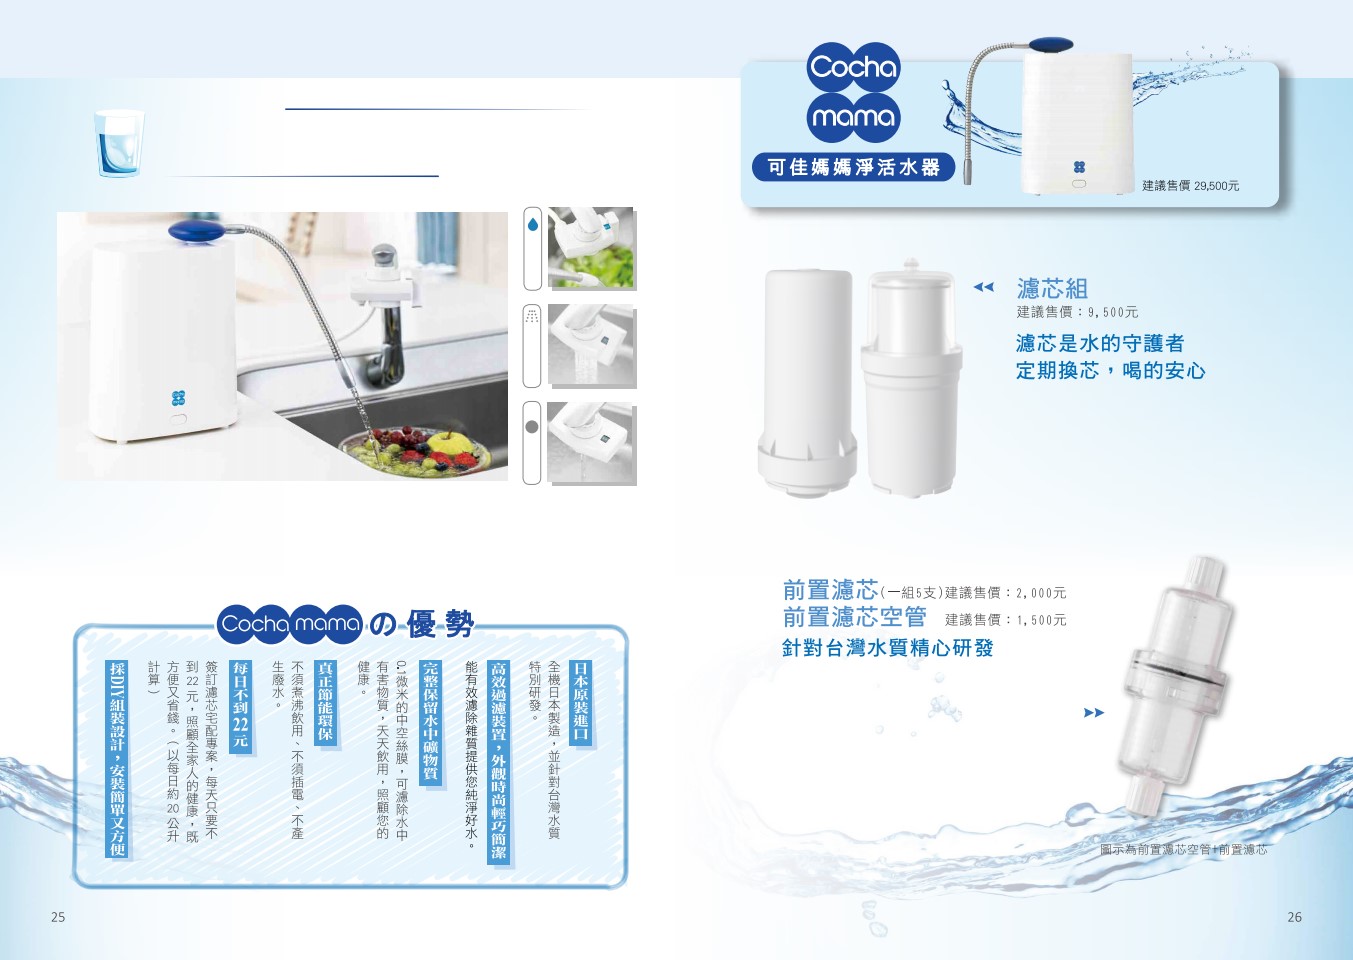 Cocha mama の優勢
日本原裝進口
全機日本製造，並針對台灣水質
特別研發。
高效過濾裝置，外觀時尚輕巧簡潔
能有效濾除雜質提供您純淨好水。
完整保留水中礦物質
0.1微米的中空絲膜，可濾除水中
有害物質，天天飲用，照顧您的
健康。
真正節能環保
不須煮沸飲用、不須插電、不產
生廢水。
每日不到22元
簽訂濾芯宅配專案，每天只要不
到 22 元，照顧全家人的健康，既
方便又省錢。（以每日約 20 公升
計算）
採DIY組裝設計，安裝簡單又方便
25
Cocha
mama
可佳媽媽淨活水器
建議售價 29,500元
濾芯組
建議售價：9,500元
濾芯是水的守護者
定期換芯，喝的安心
前置濾芯(一組5支)建議售價：2,000元
前置濾芯空管 建議售價：1,500元
針對台灣水質精心研發
圖示為前置濾芯空管+前置濾芯
26